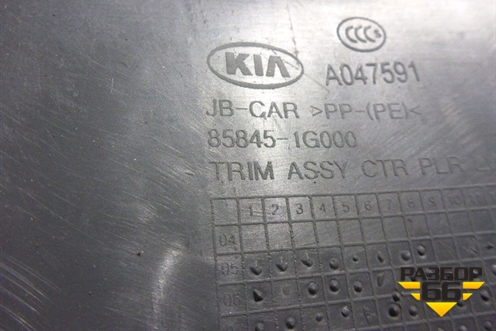 KIA CCC S
A047591
JB-CAR >PP-(PE)<
85845-1G000
TRIM ASSY CTR PLR
1 2 3 4 5 6 7 8 9 10
04
05
06
РАЗБОР
66